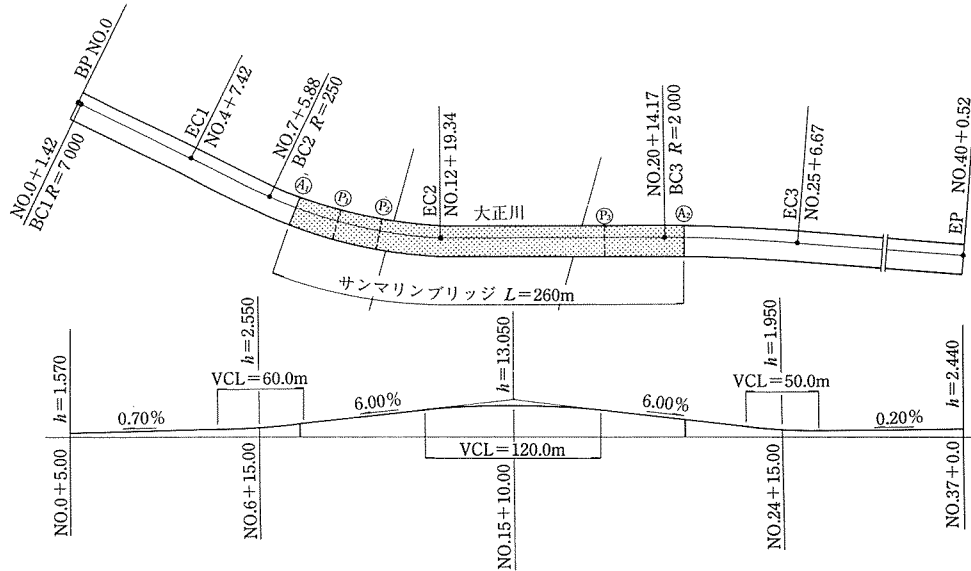 BP NO.0
NO.0+1.42
BC1 R=7 000
EC1
NO.4+7.42
NO.7+5.88
BC2 R=250
A₁
P₁
P₂
EC2
NO.12+19.34
大正川
P₃
NO.20+14.17
BC3 R=2 000
A₂
EC3
NO.25+6.67
NO.40+0.52
EP
サンマリンブリッジ L=260m
h=1.570
h=2.550
h=13.050
h=1.950
h=2.440
VCL=60.0m
VCL=50.0m
0.70%
6.00%
6.00%
0.20%
VCL=120.0m
NO.0+5.00
NO.6+15.00
NO.15+10.00
NO.24+15.00
NO.37+0.0